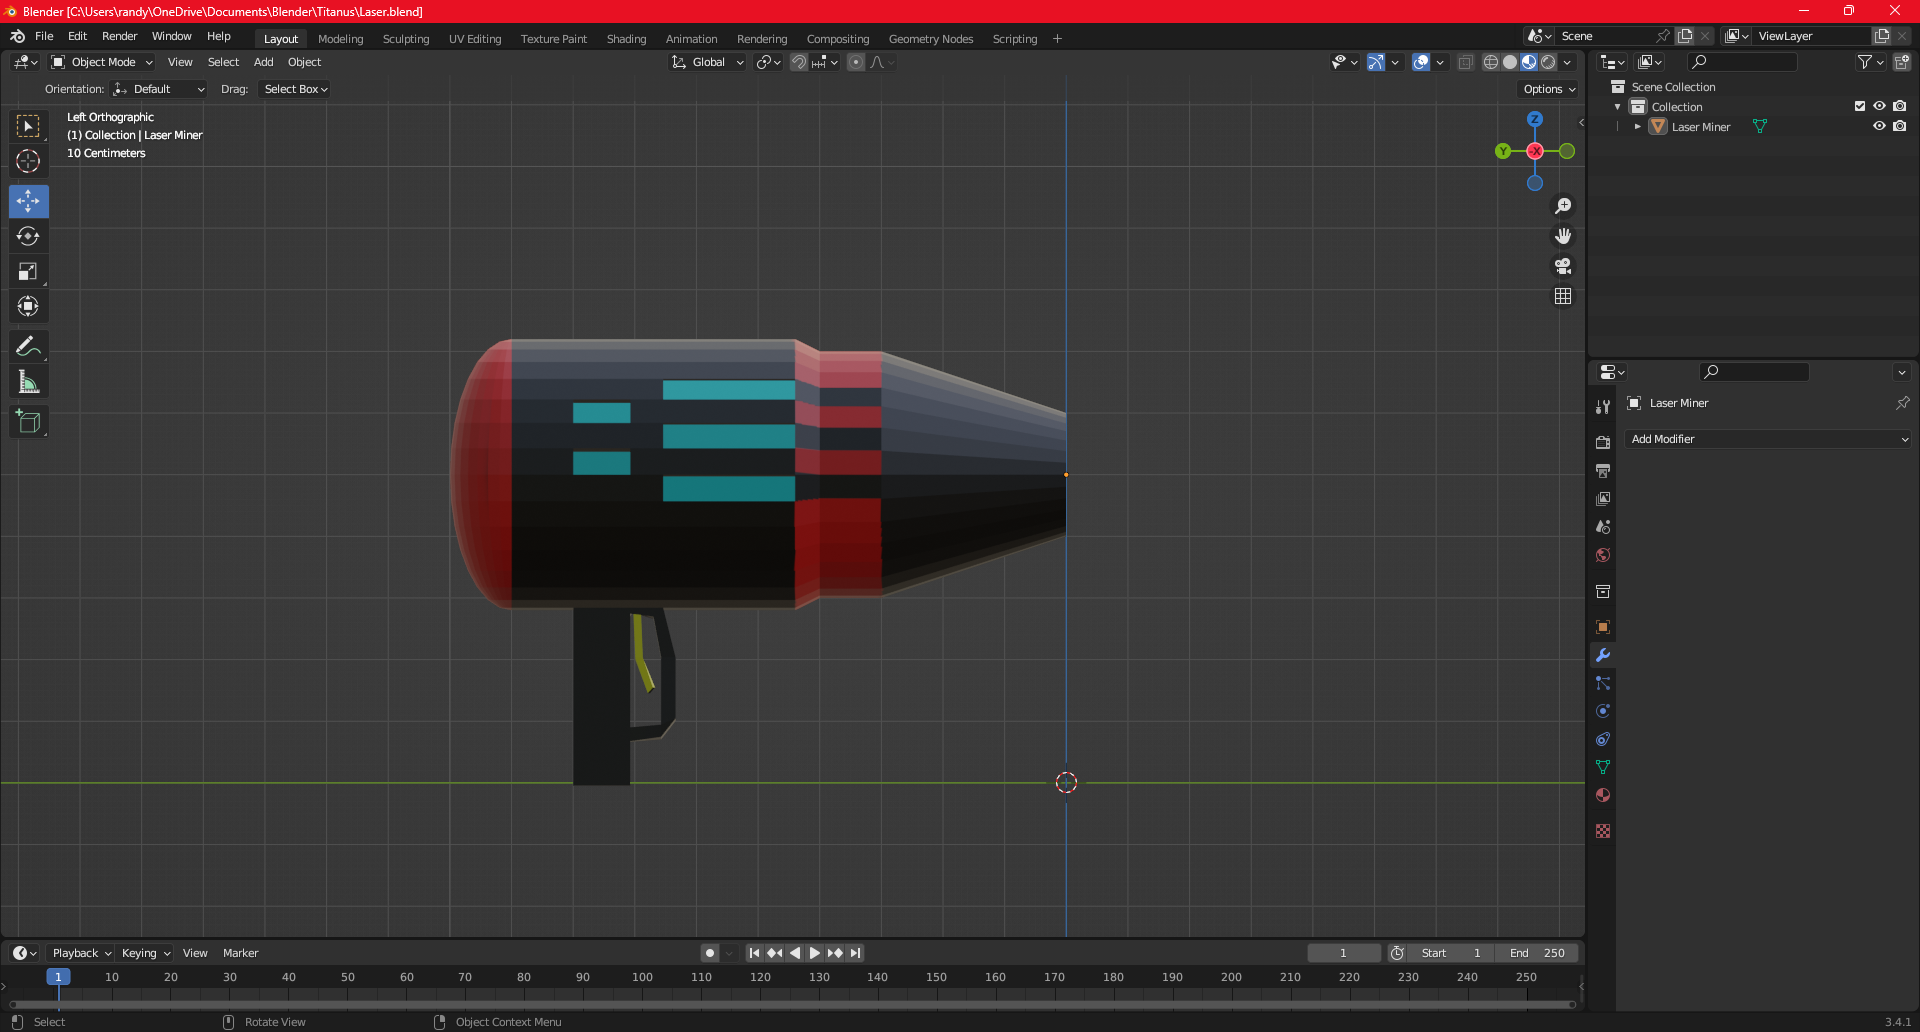 Blender [C:\Users\randy\OneDrive\Documents\Blender\Titanus\Laser.blend]
File Edit Render Window Help Layout Modeling Sculpting UV Editing Texture Paint Shading Animation Rendering Compositing Geometry Nodes Scripting + Scene ViewLayer
Object Mode View Select Add Object Global
Orientation: Default Drag: Select Box Options
Left Orthographic
(1) Collection | Laser Miner
10 Centimeters
Z
Y -X
Scene Collection
Collection
Laser Miner
Laser Miner
Add Modifier
Playback Keying View Marker 1 Start 1 End 250
1 10 20 30 40 50 60 70 80 90 100 110 120 130 140 150 160 170 180 190 200 210 220 230 240 250
Select Rotate View Object Context Menu 3.4.1